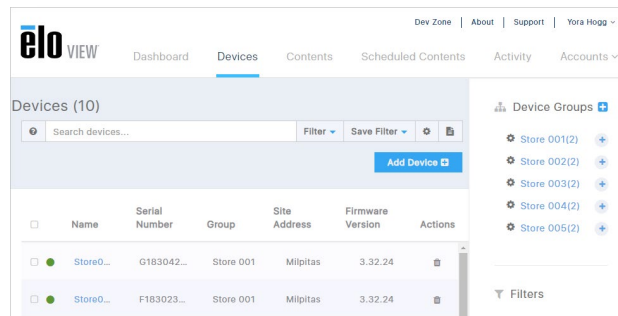 Dev Zone | About | Support | Yora Hogg
elo VIEW
Dashboard Devices Contents Scheduled Contents Activity Accounts
Devices (10)
Search devices... Filter Save Filter
Add Device
Name Serial Number Group Site Address Firmware Version Actions
Store0... G183042... Store 001 Milpitas 3.32.24
Store0... F183023... Store 001 Milpitas 3.32.24
Device Groups
Store 001(2)
Store 002(2)
Store 003(2)
Store 004(2)
Store 005(2)
Filters